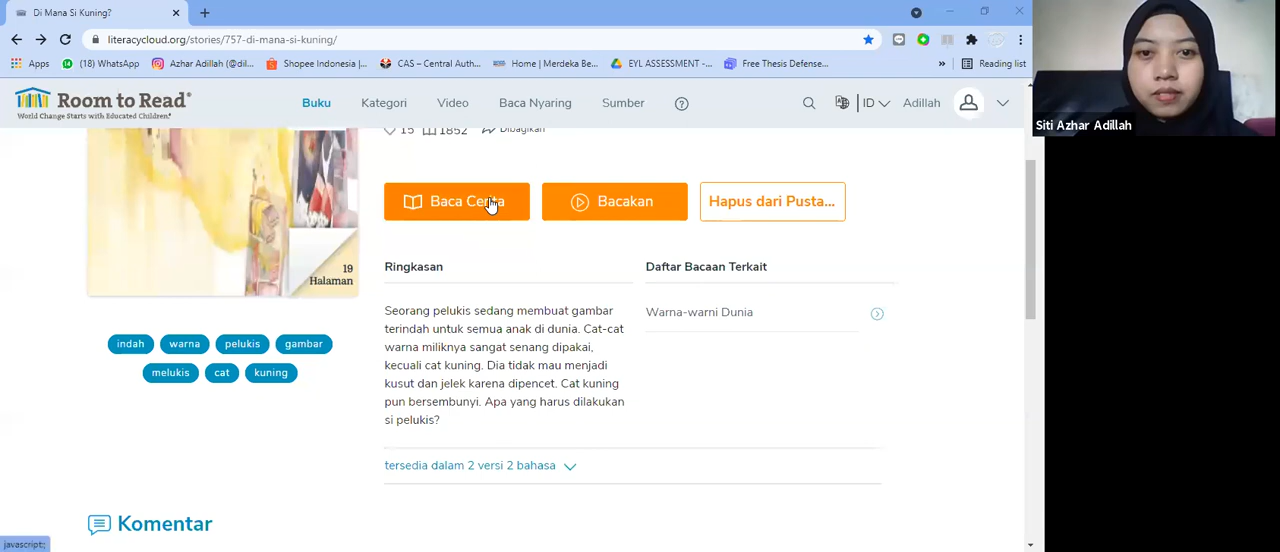 Di Mana Si Kuning?
literacycloud.org/stories/757-di-mana-si-kuning/
Apps
(18) WhatsApp
Azhar Adillah (@dil...
Shopee Indonesia |...
CAS – Central Auth...
Home | Merdeka Be...
EYL ASSESSMENT –...
Free Thesis Defense...
»
Reading list
Room to Read®
World Change Starts with Educated Children.®
Buku
Kategori
Video
Baca Nyaring
Sumber
ID
Adillah
Siti Azhar Adillah
15
1852
Dibagikan
Baca Cerita
Bacakan
Hapus dari Pusta...
19
Halaman
indah
warna
pelukis
gambar
melukis
cat
kuning
Ringkasan
Seorang pelukis sedang membuat gambar
terindah untuk semua anak di dunia. Cat-cat
warna miliknya sangat senang dipakai,
kecuali cat kuning. Dia tidak mau menjadi
kusut dan jelek karena dipencet. Cat kuning
pun bersembunyi. Apa yang harus dilakukan
si pelukis?
Daftar Bacaan Terkait
Warna-warni Dunia
tersedia dalam 2 versi 2 bahasa
Komentar
javascript:;